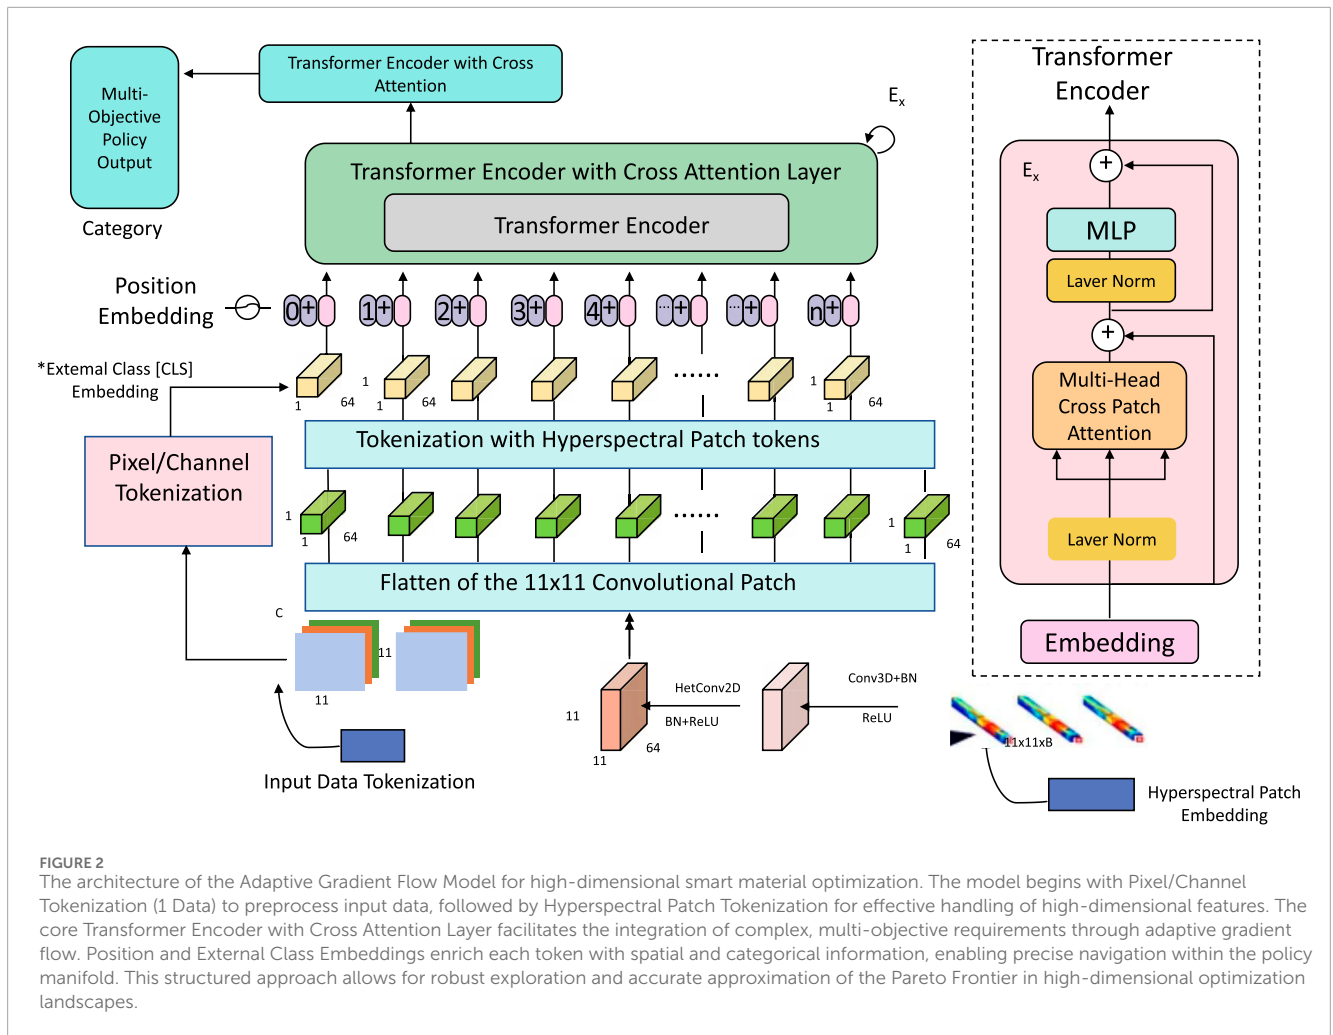 Multi-
Objective
Policy
Output
Category
Transformer Encoder with Cross
Attention
E_x
Transformer Encoder with Cross Attention Layer
Transformer Encoder
Position
Embedding
0+ 1+ 2+ 3+ 4+ ...+ ...+ n+
*Extemal Class [CLS]
Embedding
1 64 1 1 64 ...... 1 1 64
Tokenization with Hyperspectral Patch tokens
Pixel/Channel
Tokenization
1 1 64 ...... 1 1 64
Flatten of the 11x11 Convolutional Patch
C
11
11
Input Data Tokenization
11
11
64
HetConv2D
BN+ReLU
Conv3D+BN
ReLU
Transformer
Encoder
+
E_x
MLP
Laver Norm
+
Multi-Head
Cross Patch
Attention
Laver Norm
Embedding
11x11xB
Hyperspectral Patch
Embedding
FIGURE 2
The architecture of the Adaptive Gradient Flow Model for high-dimensional smart material optimization. The model begins with Pixel/Channel
Tokenization (1 Data) to preprocess input data, followed by Hyperspectral Patch Tokenization for effective handling of high-dimensional features. The
core Transformer Encoder with Cross Attention Layer facilitates the integration of complex, multi-objective requirements through adaptive gradient
flow. Position and External Class Embeddings enrich each token with spatial and categorical information, enabling precise navigation within the policy
manifold. This structured approach allows for robust exploration and accurate approximation of the Pareto Frontier in high-dimensional optimization
landscapes.